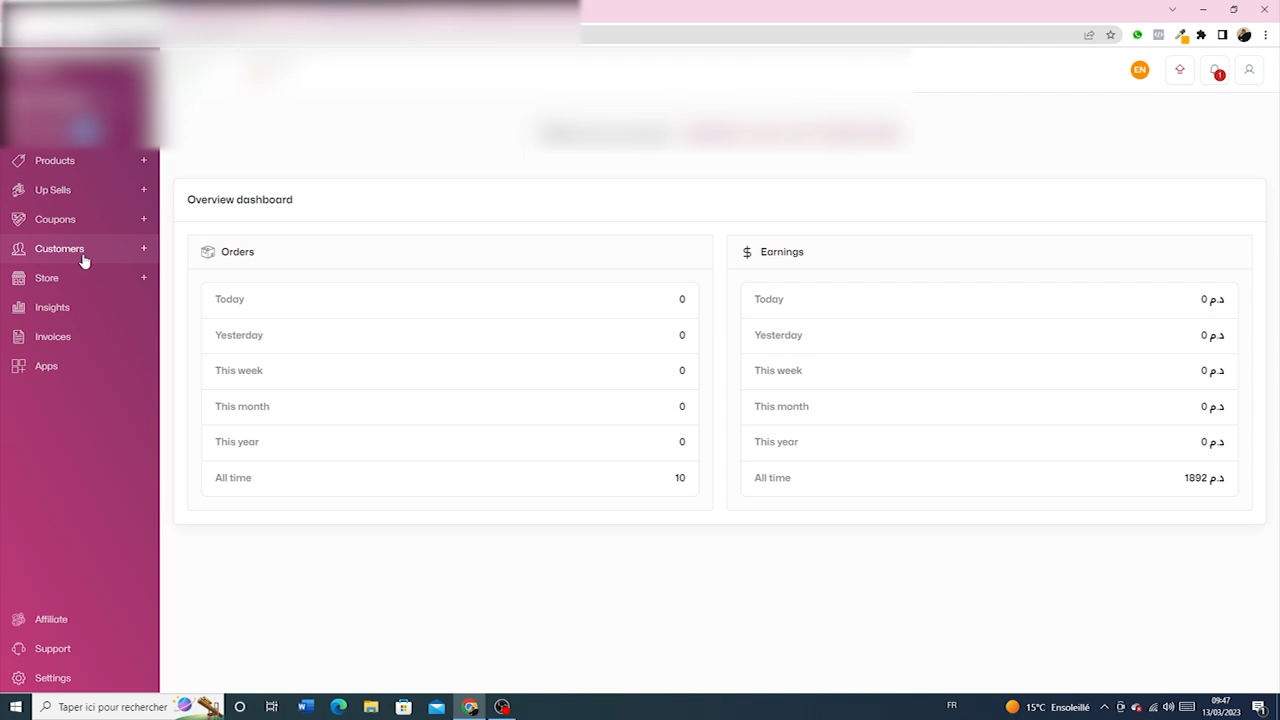 EN
1
Products +
Up Sells +
Coupons +
Customers +
Store +
Insights
Invoices
Apps
Affiliate
Support
Settings
Overview dashboard
Orders
Today 0
Yesterday 0
This week 0
This month 0
This year 0
All time 10
$ Earnings
Today 0 د.م
Yesterday 0 د.م
This week 0 د.م
This month 0 د.م
This year 0 د.م
All time 1892 د.م
Taper ici pour rechercher
FR
15°C Ensoleillé
09:47
13/03/2023
1